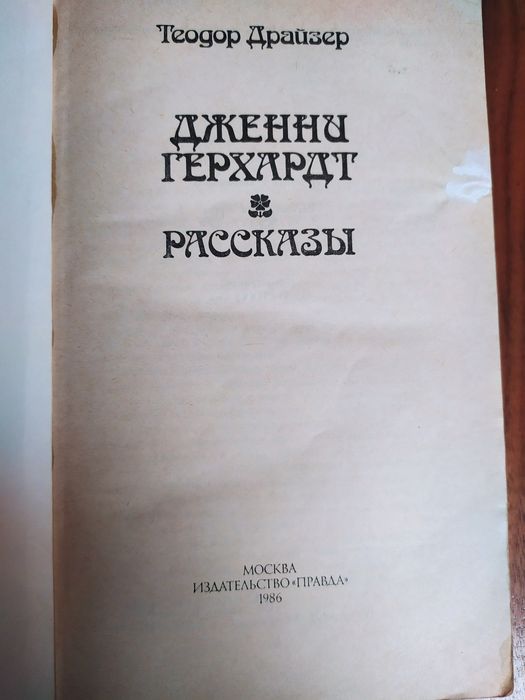 Теодор Драйзер
ДЖЕННИ
ГЕРХАРДТ
РАССКАЗЫ
МОСКВА
ИЗДАТЕЛЬСТВО «ПРАВДА»
1986